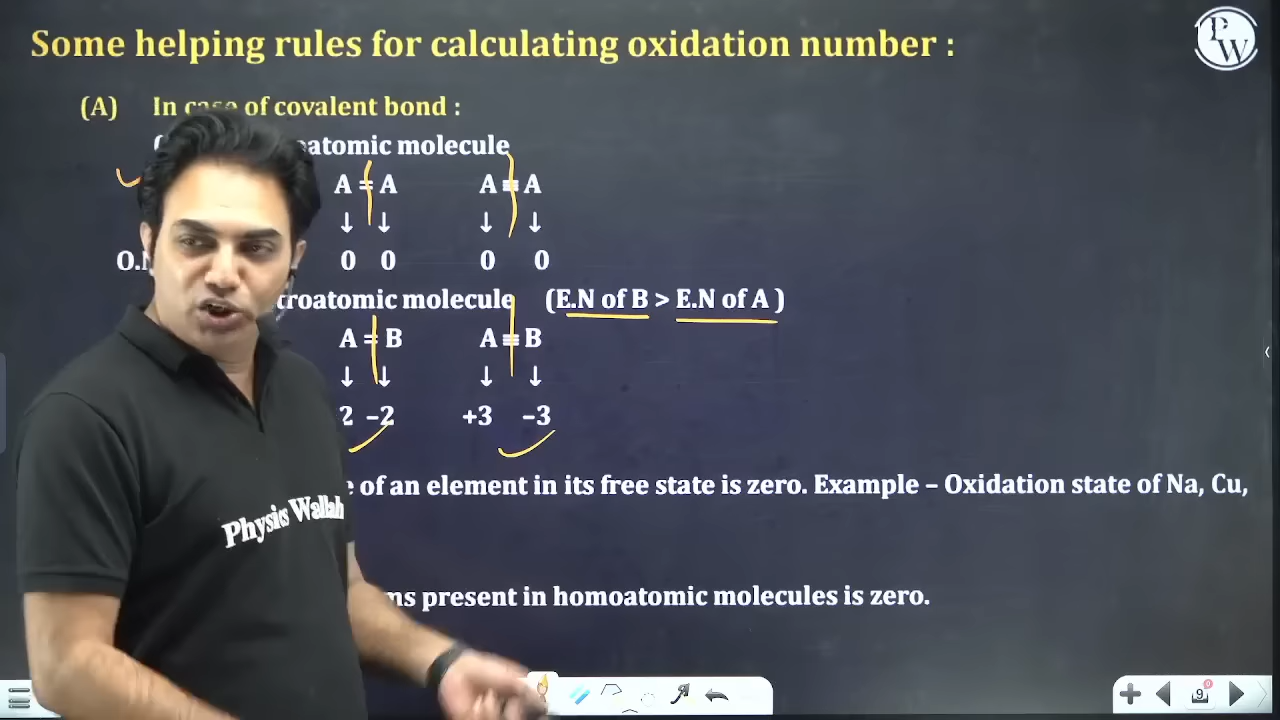 Some helping rules for calculating oxidation number :
PW
(A) In case of covalent bond :
atomic molecule
A = A A ≡ A
↓ ↓ ↓ ↓
O. 0 0 0 0
atomic molecule (E.N of B > E.N of A )
A = B A ≡ B
↓ ↓ ↓ ↓
2 –2 +3 –3
of an element in its free state is zero. Example – Oxidation state of Na, Cu,
Physics Wallah
present in homoatomic molecules is zero.
9